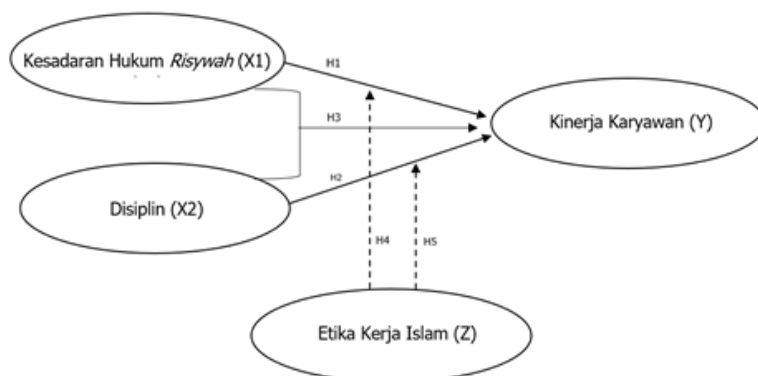 Kesadaran Hukum Risywah (X1)
H1
Kinerja Karyawan (Y)
H3
H2
Disiplin (X2)
H4
H5
Etika Kerja Islam (Z)